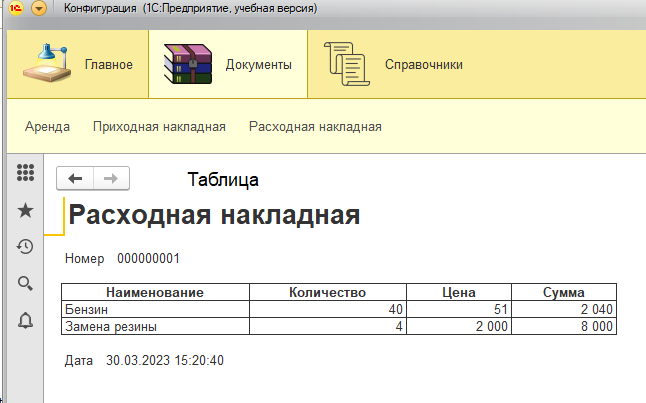 Конфигурация (1С:Предприятие, учебная версия)
Главное Документы Справочники
Аренда Приходная накладная Расходная накладная
Таблица
Расходная накладная
Номер 000000001
Наименование Количество Цена Сумма
Бензин 40 51 2 040
Замена резины 4 2 000 8 000
Дата 30.03.2023 15:20:40